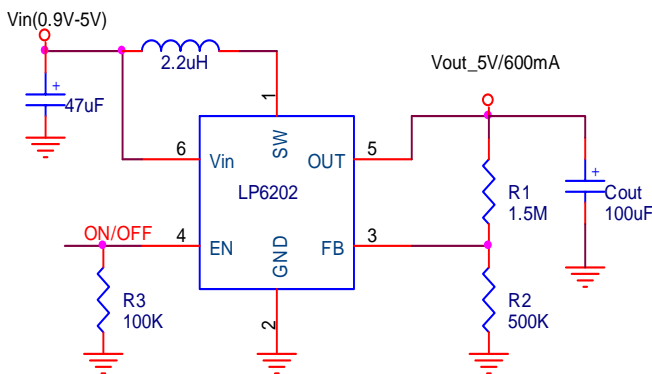 Vin(0.9V-5V)
2.2uH
Vout_5V/600mA
+
47uF
1
SW
6
Vin
OUT
5
LP6202
+
R1
1.5M
Cout
100uF
ON/OFF
4
EN
GND
FB
3
R3
100K
2
R2
500K